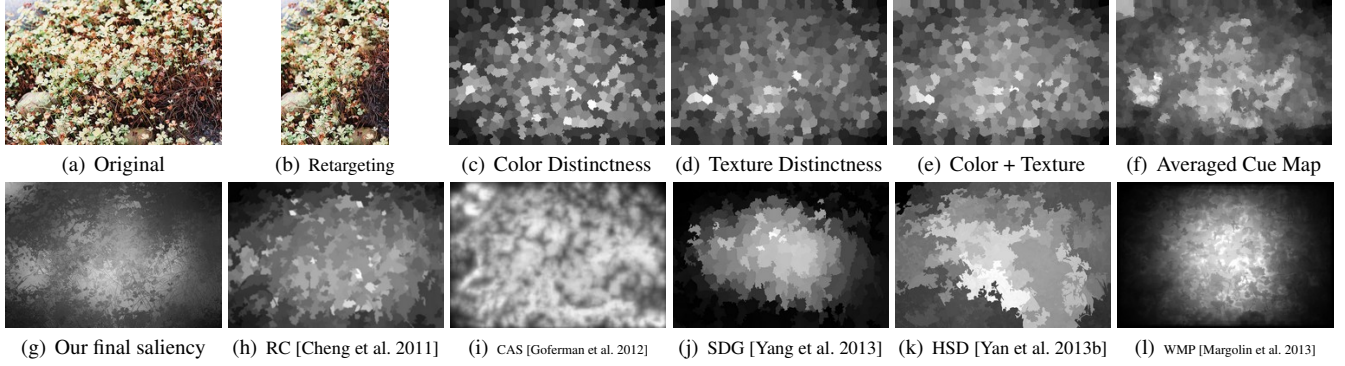 (a) Original
(b) Retargeting
(c) Color Distinctness
(d) Texture Distinctness
(e) Color + Texture
(f) Averaged Cue Map
(g) Our final saliency
(h) RC [Cheng et al. 2011]
(i) CAS [Goferman et al. 2012]
(j) SDG [Yang et al. 2013]
(k) HSD [Yan et al. 2013b]
(l) WMP [Margolin et al. 2013]